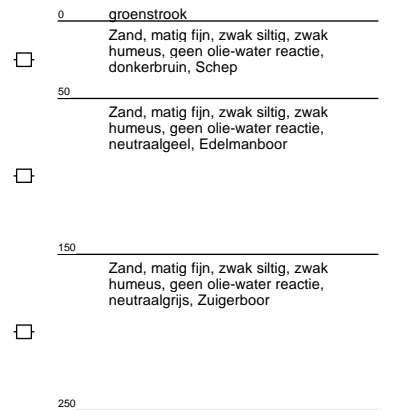 0 groenstrook
Zand, matig fijn, zwak siltig, zwak
humeus, geen olie-water reactie,
donkerbruin, Schep
50
Zand, matig fijn, zwak siltig, zwak
humeus, geen olie-water reactie,
neutraalgeel, Edelmanboor
150
Zand, matig fijn, zwak siltig, zwak
humeus, geen olie-water reactie,
neutraalgrijs, Zuigerboor
250